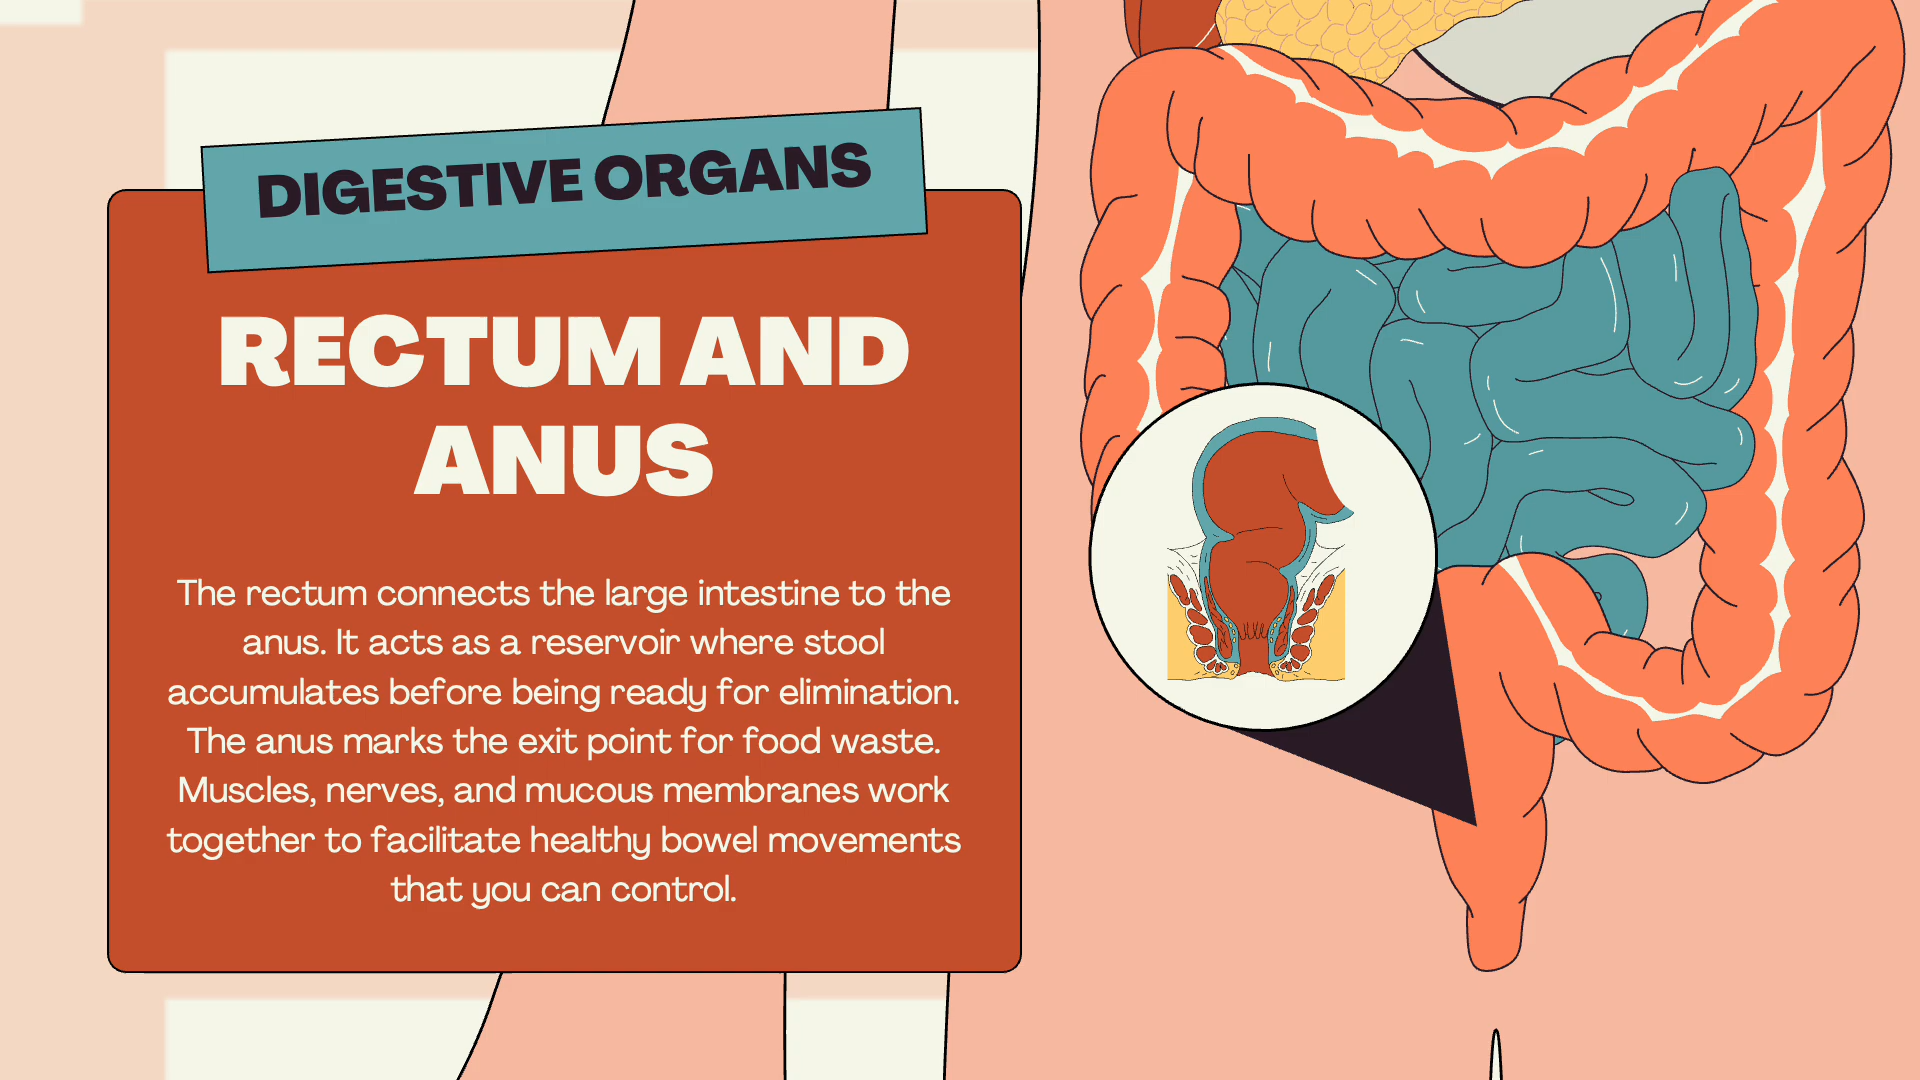 DIGESTIVE ORGANS
RECTUM AND
ANUS
The rectum connects the large intestine to the
anus. It acts as a reservoir where stool
accumulates before being ready for elimination.
The anus marks the exit point for food waste.
Muscles, nerves, and mucous membranes work
together to facilitate healthy bowel movements
that you can control.